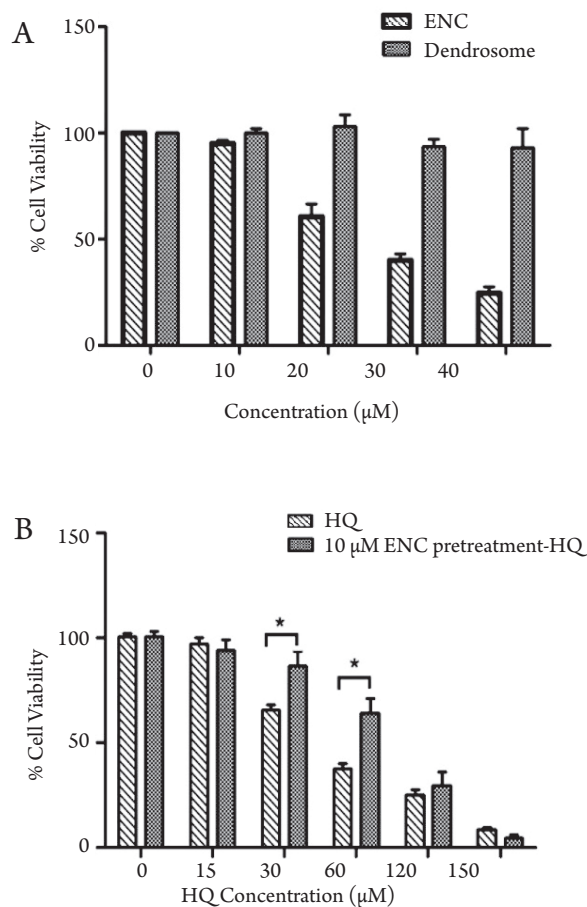 A
ENC
Dendrosome
150
100
50
0
% Cell Viability
0 10 20 30 40
Concentration (µM)
B
HQ
10 µM ENC pretreatment-HQ
150
100
50
0
% Cell Viability
* *
0 15 30 60 120 150
HQ Concentration (µM)